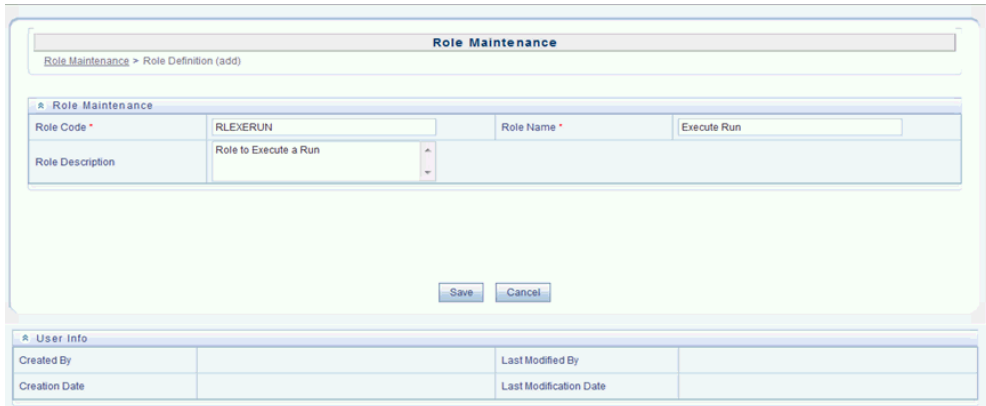 Role Maintenance
Role Maintenance > Role Definition (add)
Role Maintenance
Role Code * RLEXERUN Role Name * Execute Run
Role Description Role to Execute a Run
Save Cancel
User Info
Created By Last Modified By
Creation Date Last Modification Date